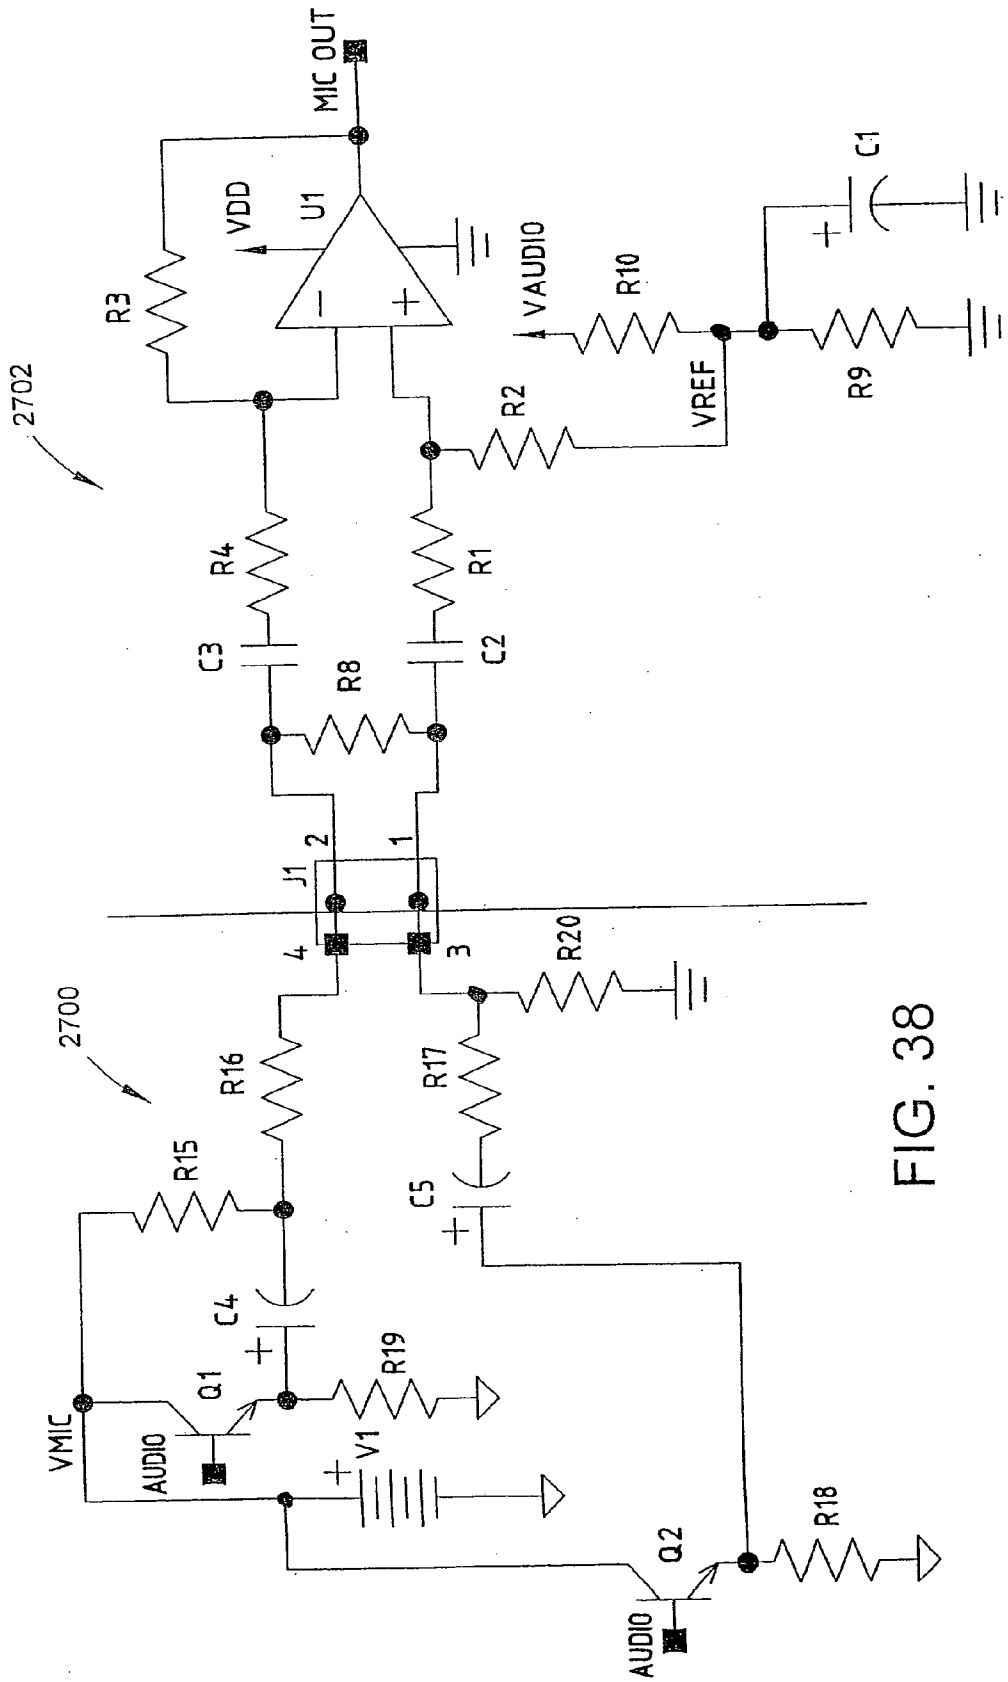 2700
2702
VMIC
AUDIO
Q1
V1
+
R19
+
C4
R15
R16
AUDIO
Q2
R18
+
C5
R17
R20
4
3
J1
2
1
C3
R8
C2
R4
R1
R3
R2
VREF
VDD
U1
−
+
MIC OUT
VAUDIO
R10
R9
+
C1
FIG. 38